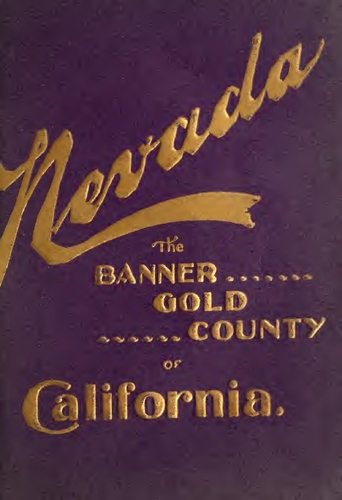 Nevada
The
BANNER ........
GOLD
...... COUNTY
OF
California.